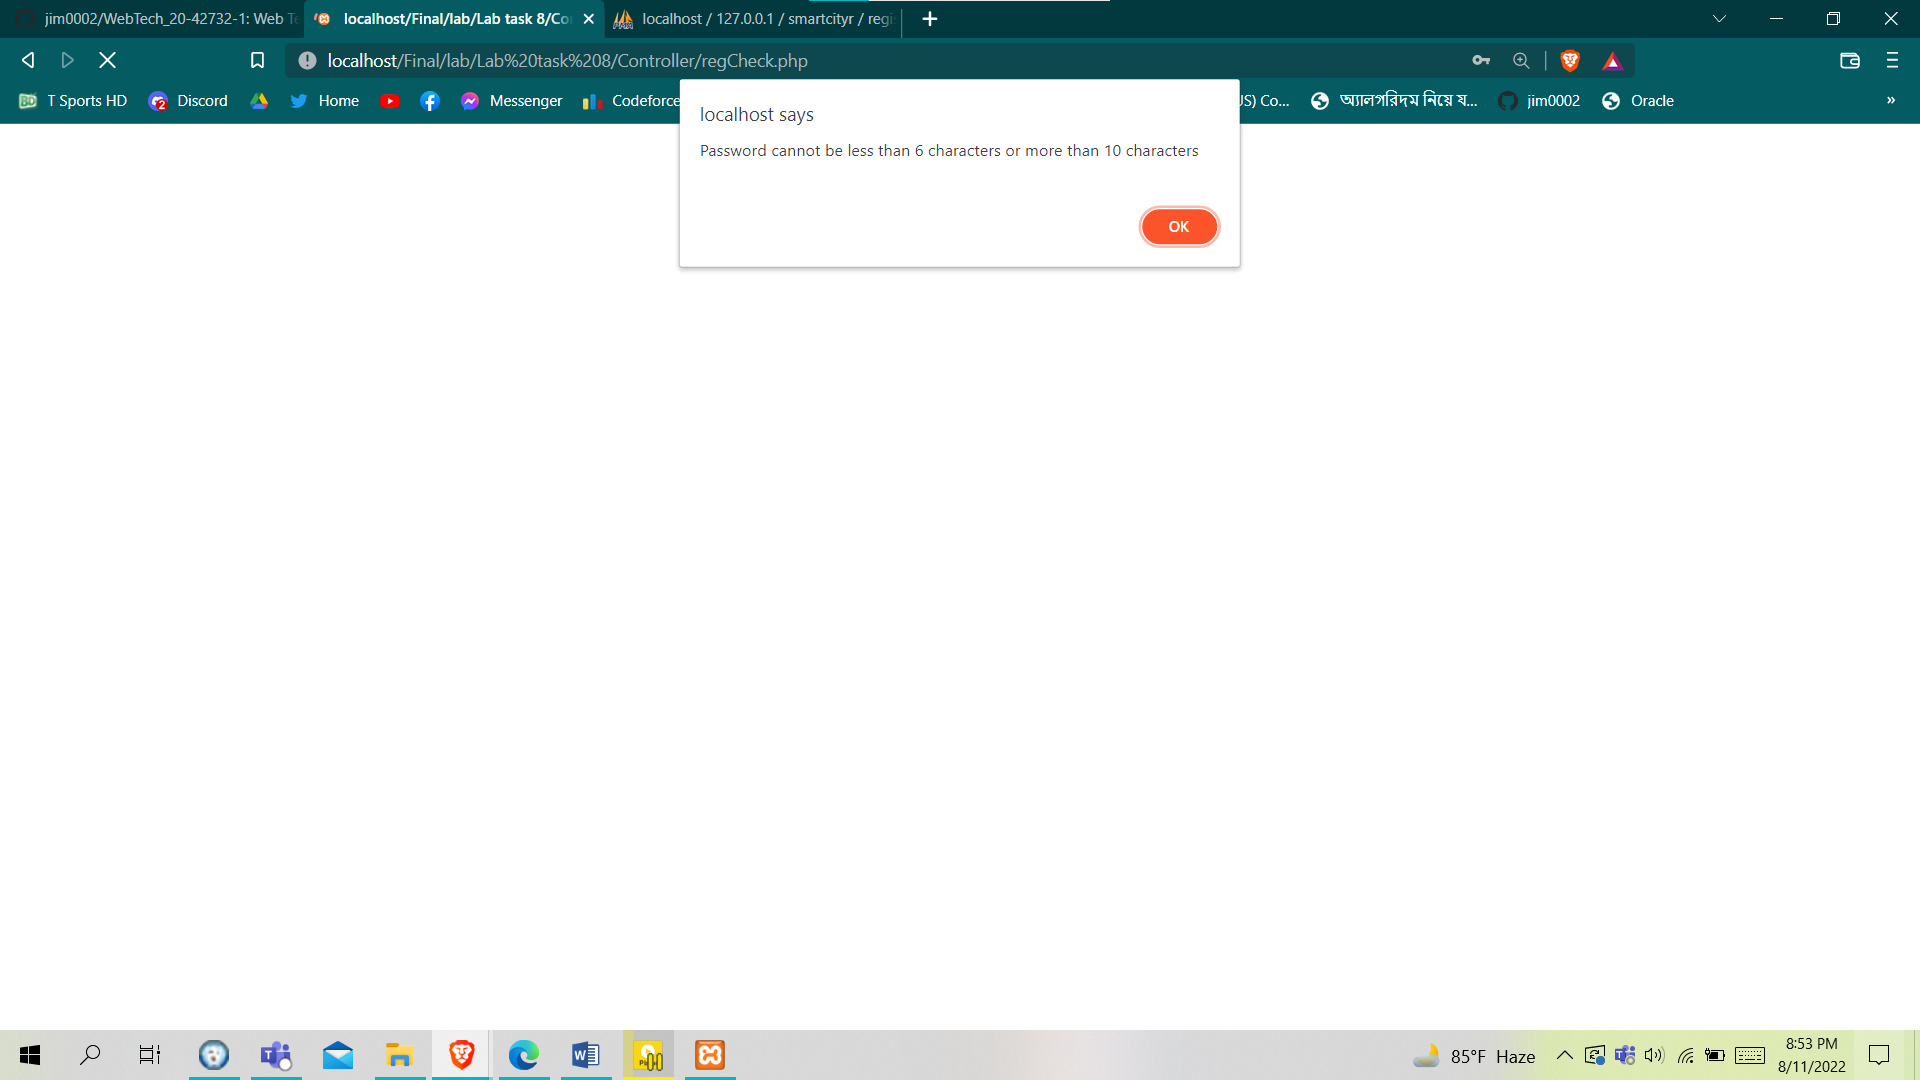 jim0002/WebTech_20-42732-1: Web Te
localhost/Final/lab/Lab task 8/Co
localhost / 127.0.0.1 / smartcityr / regi
localhost/Final/lab/Lab%20task%208/Controller/regCheck.php
T Sports HD
Discord
Home
Messenger
Codeforce
US) Co...
অ্যালগরিদম নিয়ে য...
jim0002
Oracle
»
localhost says
Password cannot be less than 6 characters or more than 10 characters
OK
85°F Haze
8:53 PM
8/11/2022